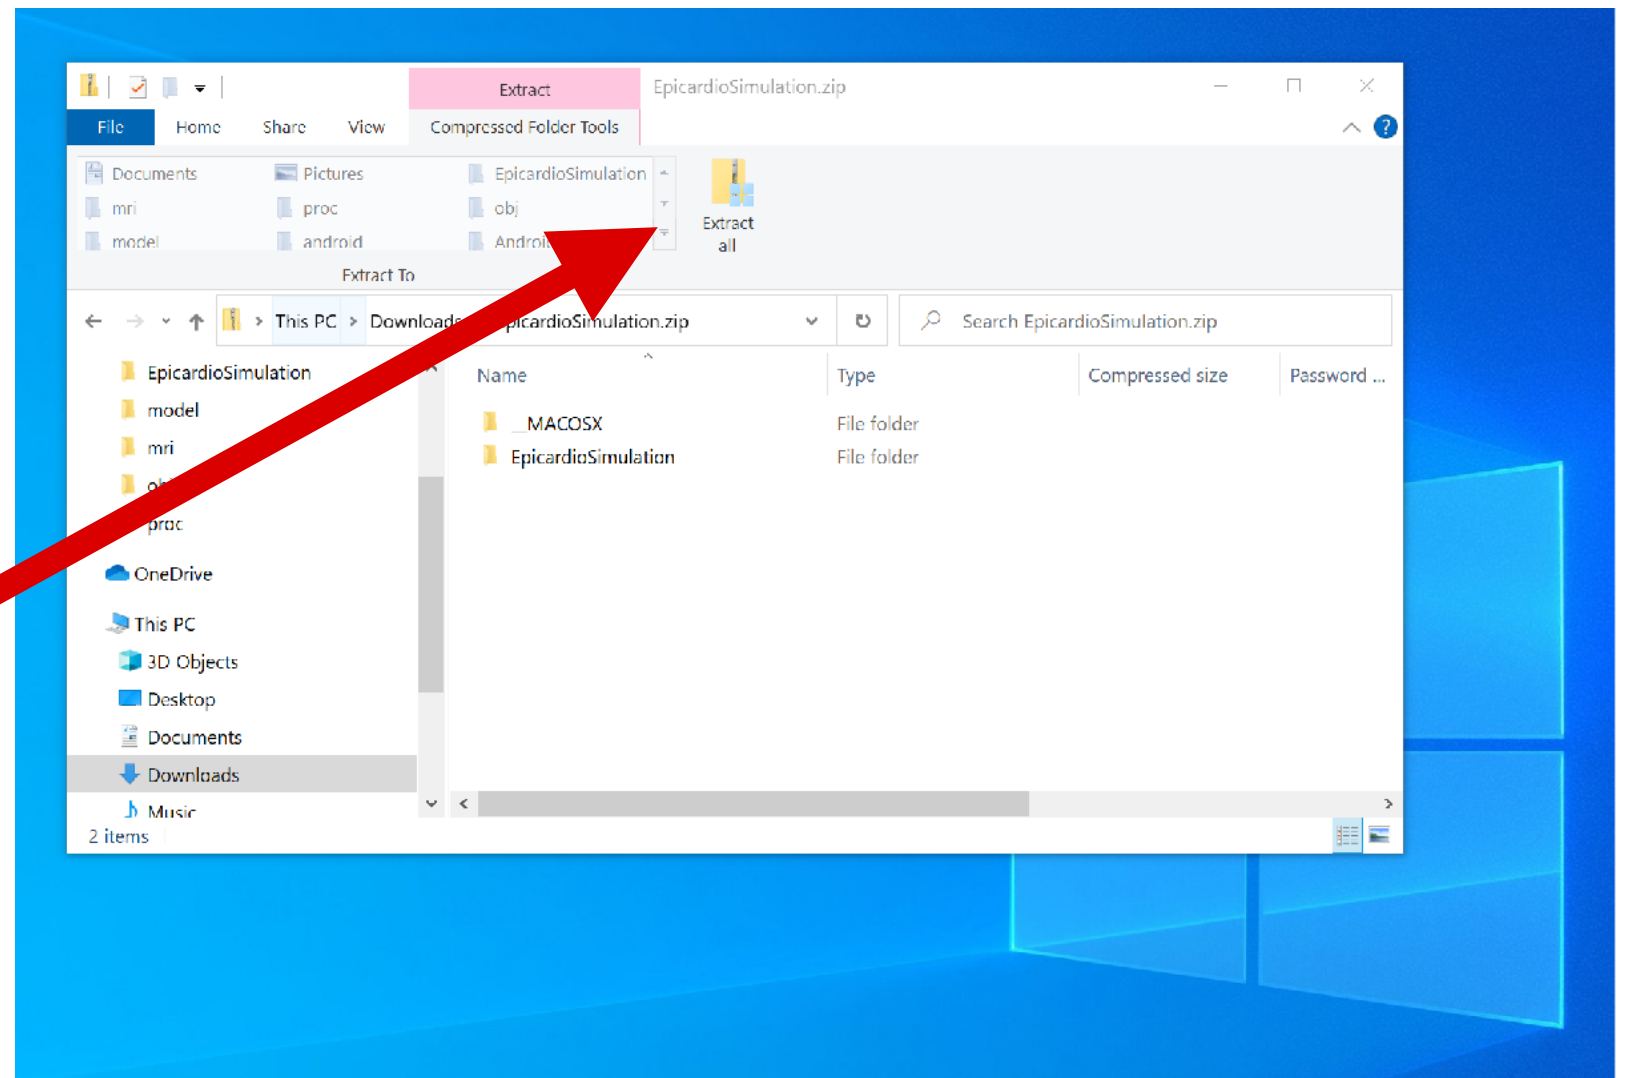 Extract
EpicardioSimulation.zip
File Home Share View Compressed Folder Tools
Documents Pictures EpicardioSimulation
mri proc obj
model android
Extract all
Extract To
This PC > EpicardioSimulation.zip
Search EpicardioSimulation.zip
EpicardioSimulation
model
mri
proc
OneDrive
This PC
3D Objects
Desktop
Documents
Downloads
Music
Name Type Compressed size Password ...
__MACOSX File folder
EpicardioSimulation File folder
2 items